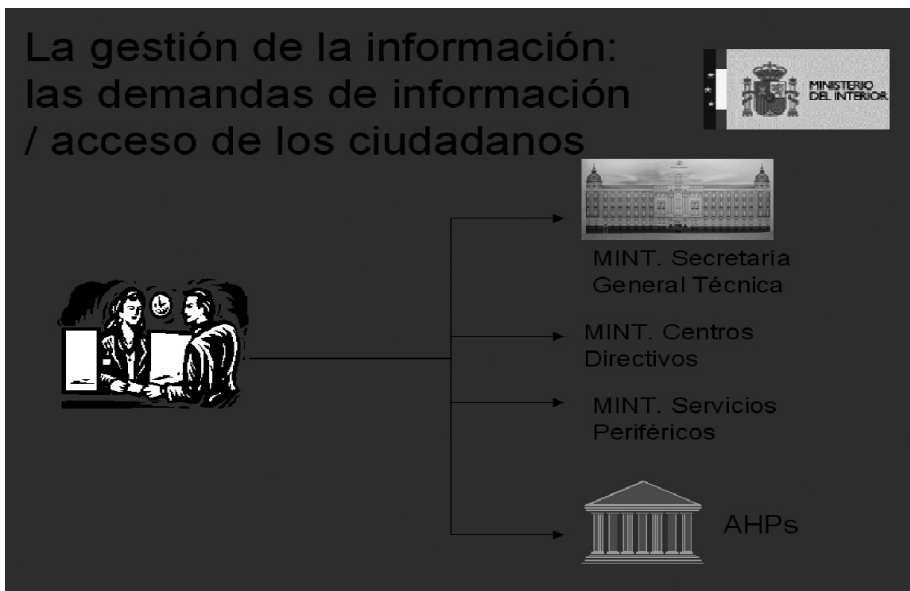 La gestión de la información:
las demandas de información
/ acceso de los ciudadanos
MINISTERIO
DEL INTERIOR
MINT. Secretaría
General Técnica
MINT. Centros
Directivos
MINT. Servicios
Periféricos
AHPs